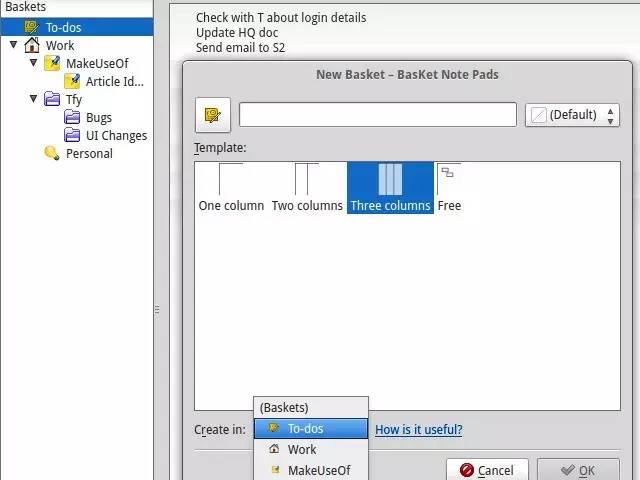 Baskets
To-dos
Work
MakeUseOf
Article Id...
Tfy
Bugs
UI Changes
Personal
Check with T about login details
Update HQ doc
Send email to S2
New Basket – BasKet Note Pads
(Default)
Template:
One column
Two columns
Three columns
Free
Create in:
(Baskets)
To-dos
Work
MakeUseOf
How is it useful?
Cancel
OK